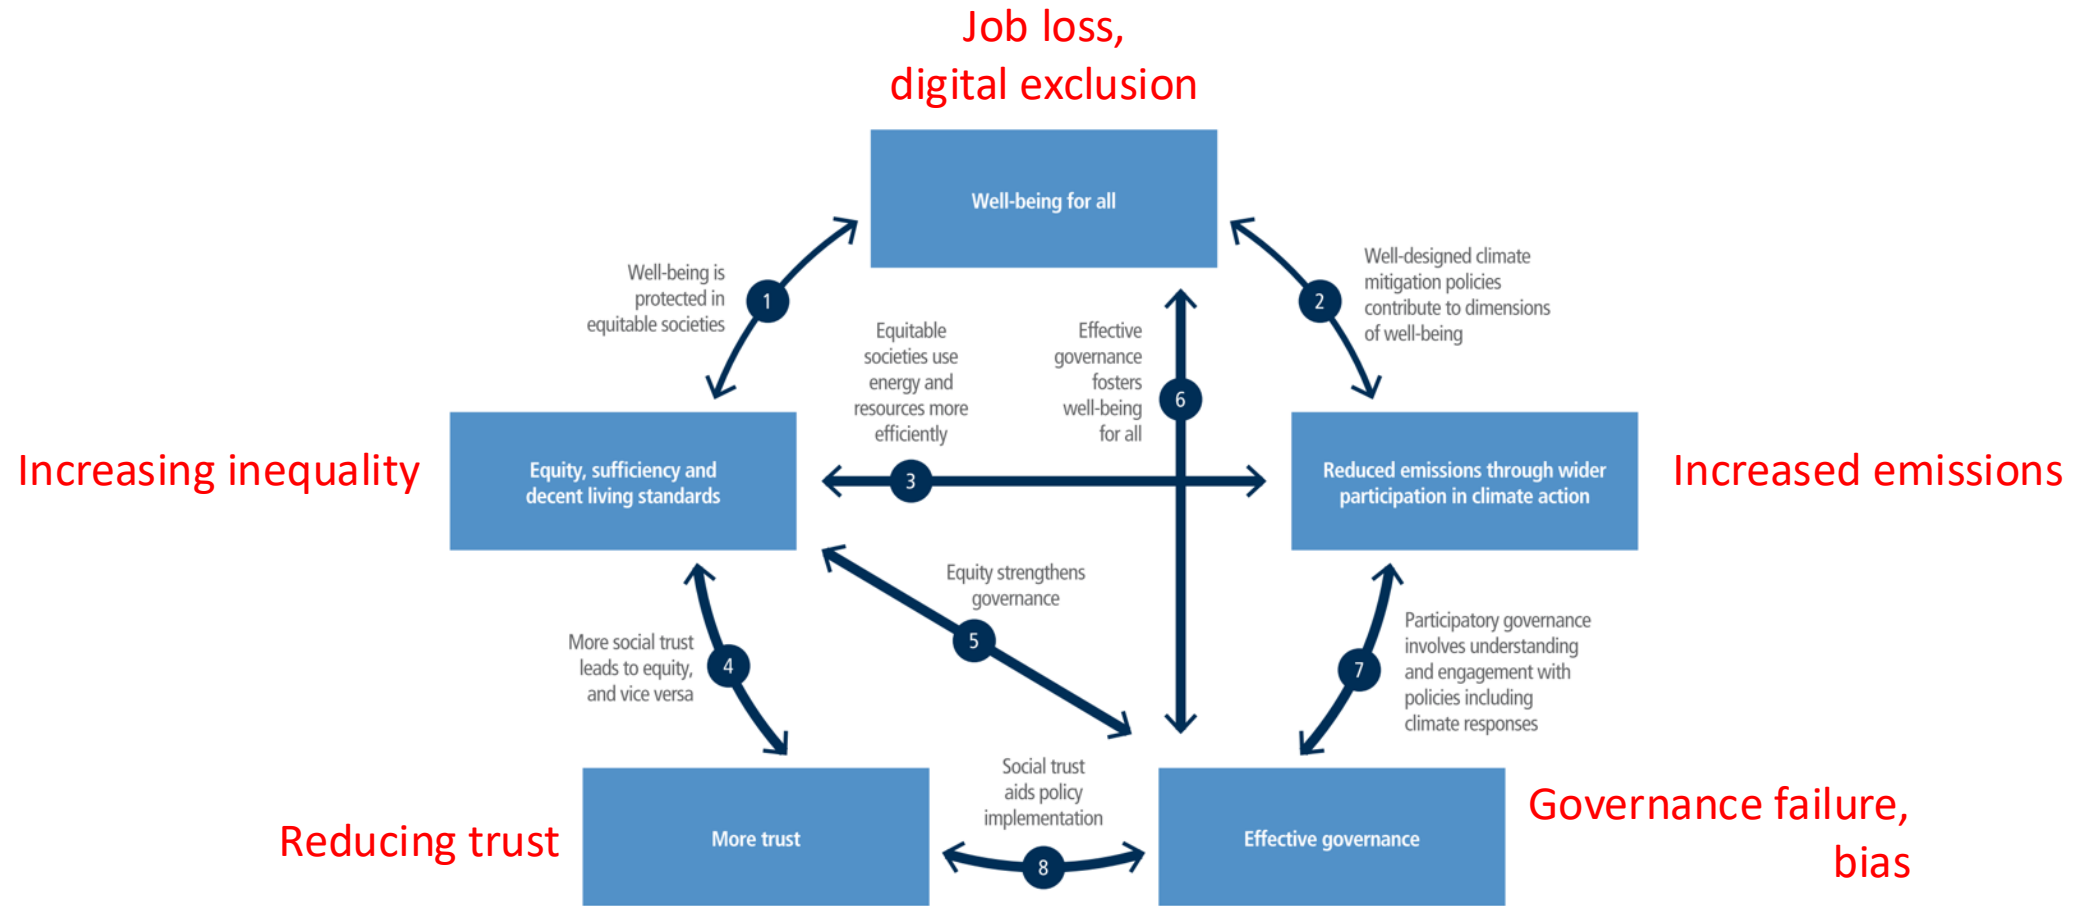 Job loss,
digital exclusion
Well-being for all
Well-being is
protected in
equitable societies
1
2
Well-designed climate
mitigation policies
contribute to dimensions
of well-being
Equitable
societies use
energy and
resources more
efficiently
Effective
governance
fosters
well-being
for all
6
Increasing inequality
Equity, sufficiency and
decent living standards
3
Reduced emissions through wider
participation in climate action
Increased emissions
Equity strengthens
governance
5
More social trust
leads to equity,
and vice versa
4
7
Participatory governance
involves understanding
and engagement with
policies including
climate responses
Reducing trust
More trust
Social trust
aids policy
implementation
8
Effective governance
Governance failure,
bias